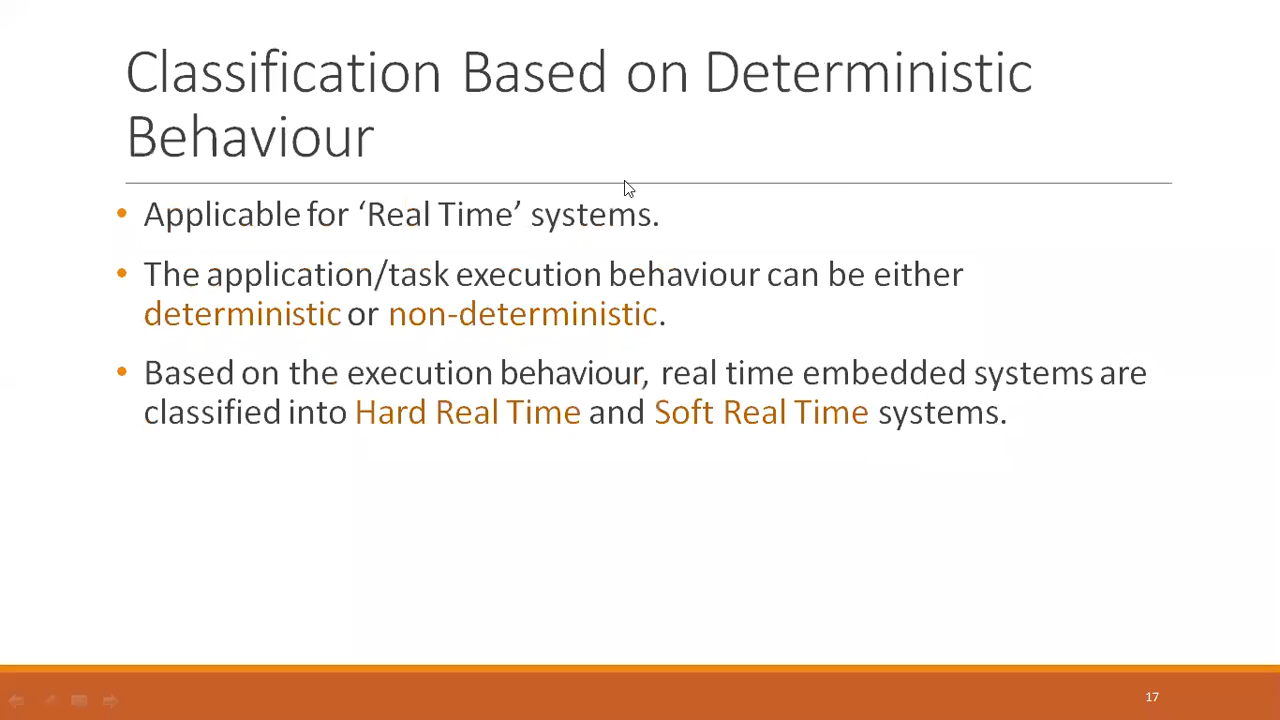 Classification Based on Deterministic
Behaviour
• Applicable for ‘Real Time’ systems.
• The application/task execution behaviour can be either
deterministic or non-deterministic.
• Based on the execution behaviour, real time embedded systems are
classified into Hard Real Time and Soft Real Time systems.
17